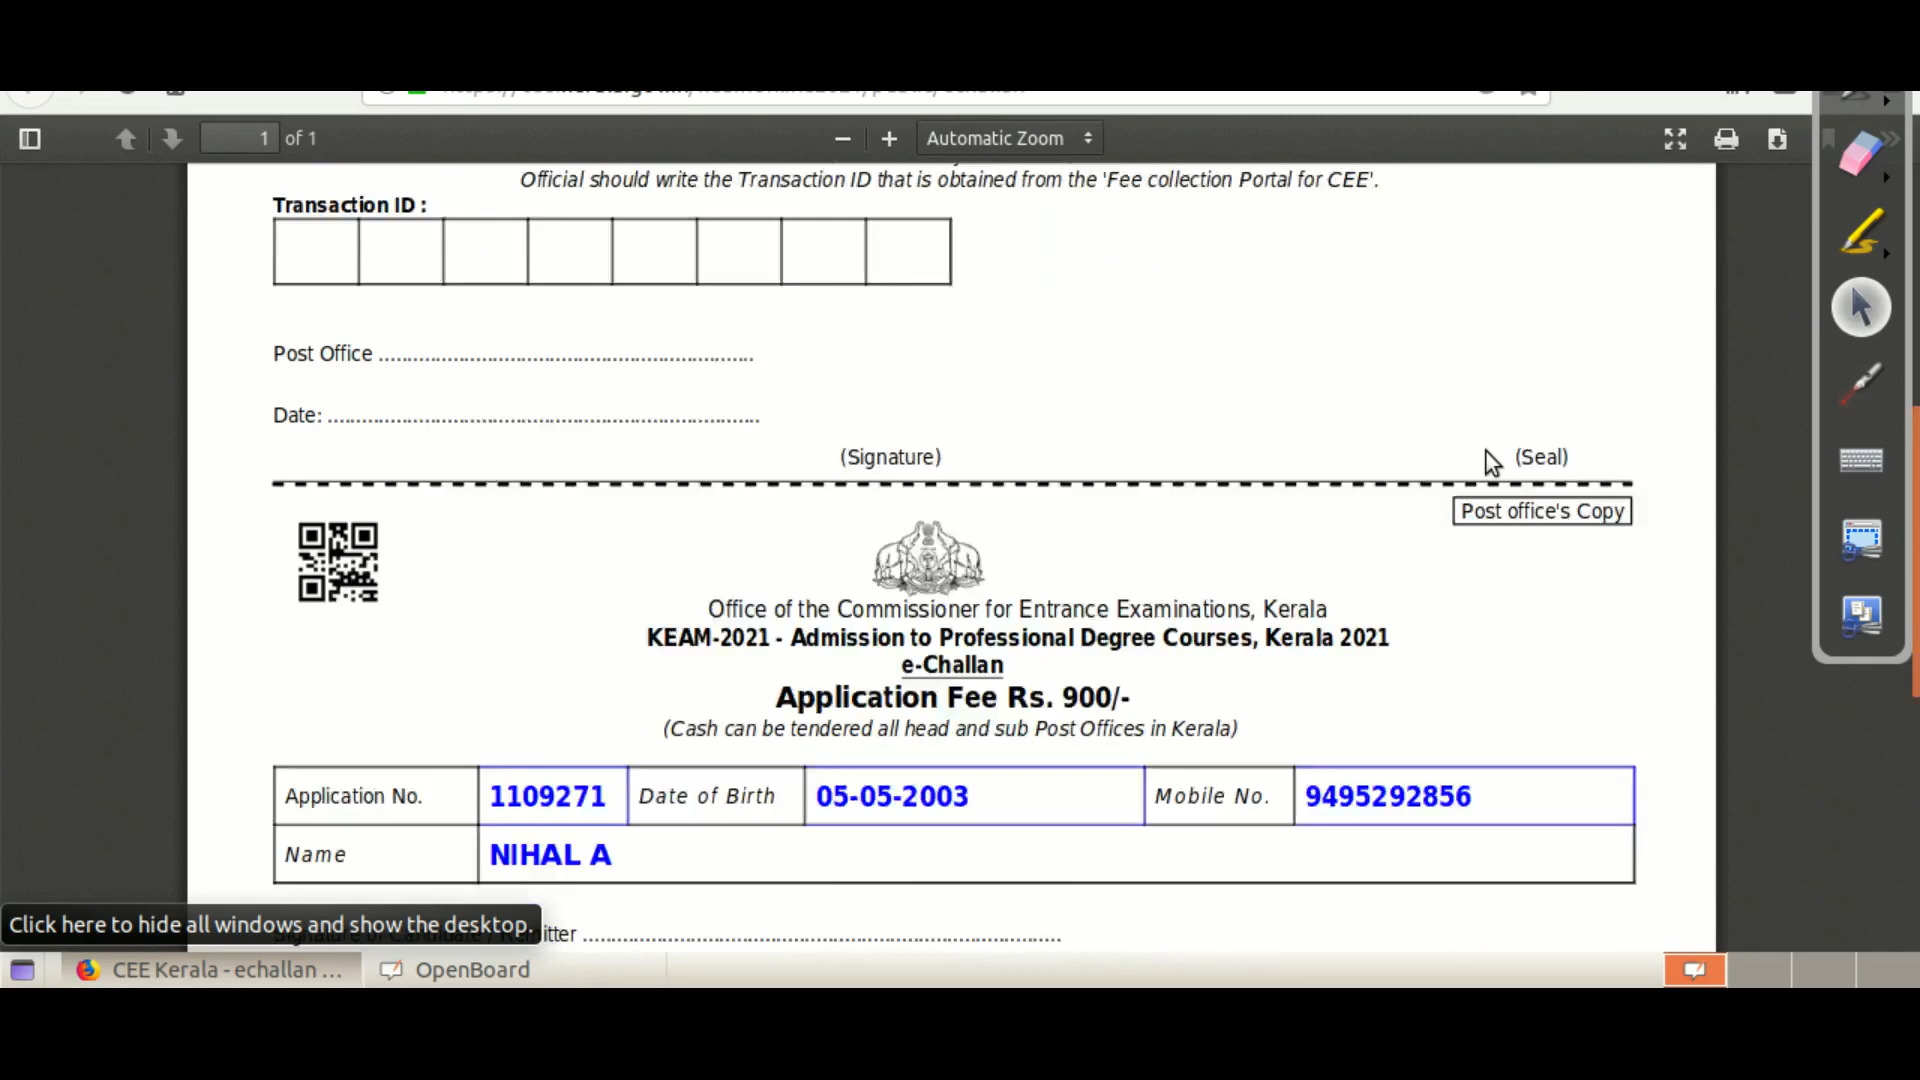 1 of 1
Automatic Zoom
Official should write the Transaction ID that is obtained from the 'Fee collection Portal for CEE'.
Transaction ID :
Post Office ........................................................
Date: .................................................................
(Signature) (Seal)
Post office's Copy
Office of the Commissioner for Entrance Examinations, Kerala
KEAM-2021 - Admission to Professional Degree Courses, Kerala 2021
e-Challan
Application Fee Rs. 900/-
(Cash can be tendered all head and sub Post Offices in Kerala)
Application No. 1109271 Date of Birth 05-05-2003 Mobile No. 9495292856
Name NIHAL A
Click here to hide all windows and show the desktop.
CEE Kerala - echallan ... OpenBoard